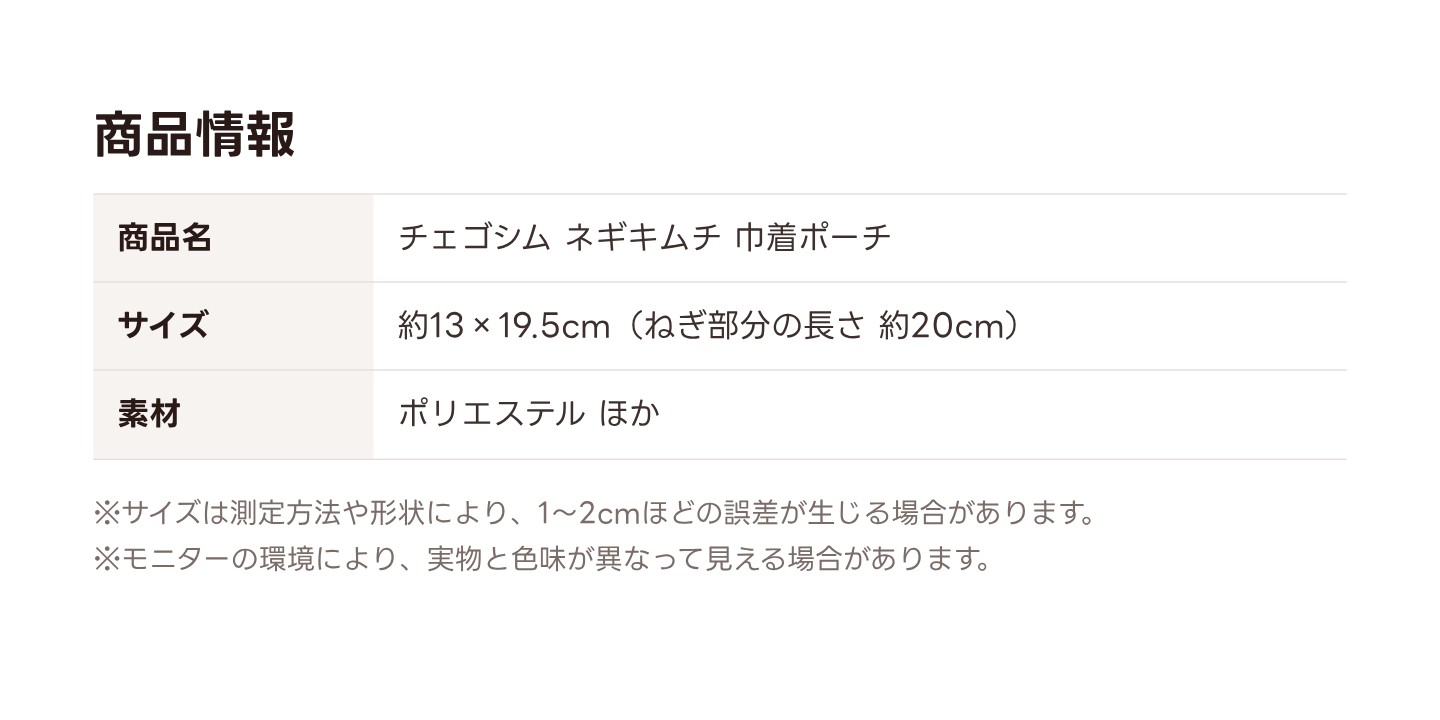 商品情報
商品名 チェゴシム ネギキムチ 巾着ポーチ
サイズ 約13×19.5cm（ねぎ部分の長さ 約20cm）
素材 ポリエステル ほか
※サイズは測定方法や形状により、1〜2cmほどの誤差が生じる場合があります。
※モニターの環境により、実物と色味が異なって見える場合があります。